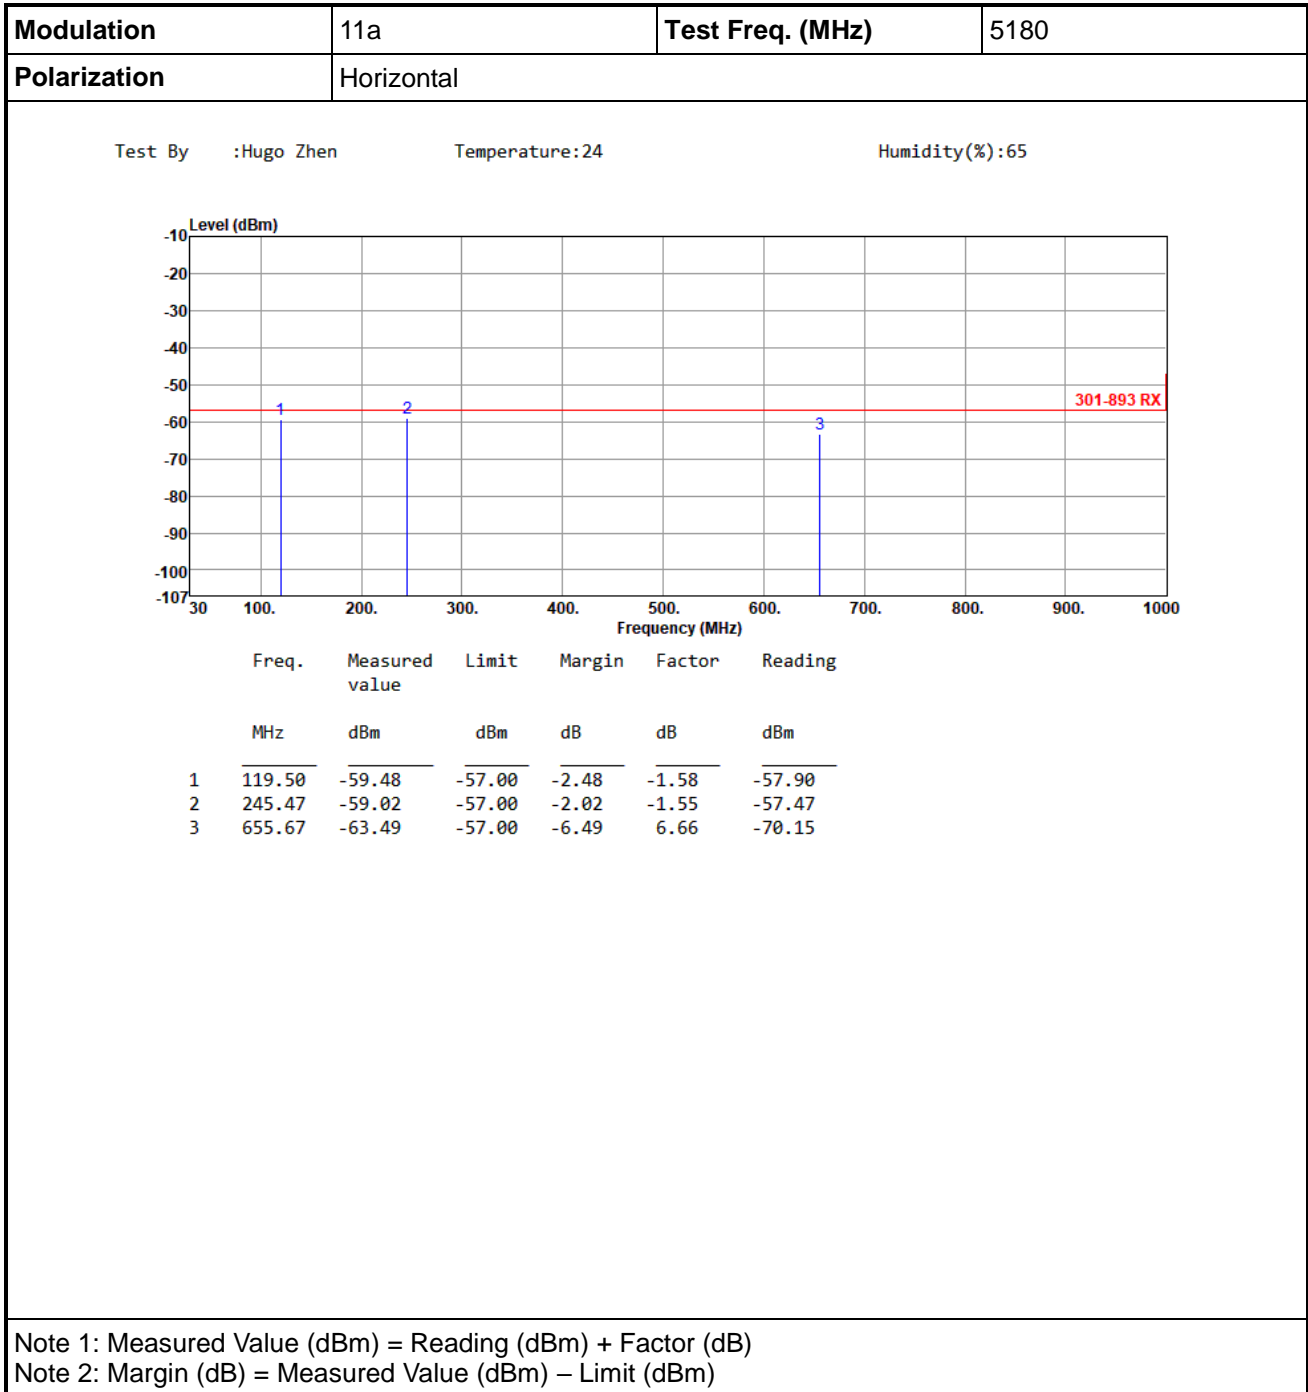 Modulation 11a Test Freq. (MHz) 5180
Polarization Horizontal
Test By :Hugo Zhen Temperature:24 Humidity(%):65
Level (dBm)
-10
-20
-30
-40
-50
301-893 RX
1 2
-60
3
-70
-80
-90
-100
-107
30 100. 200. 300. 400. 500. 600. 700. 800. 900. 1000
Frequency (MHz)
Freq. Measured Limit Margin Factor Reading
value
MHz dBm dBm dB dB dBm
1 119.50 -59.48 -57.00 -2.48 -1.58 -57.90
2 245.47 -59.02 -57.00 -2.02 -1.55 -57.47
3 655.67 -63.49 -57.00 -6.49 6.66 -70.15
Note 1: Measured Value (dBm) = Reading (dBm) + Factor (dB)
Note 2: Margin (dB) = Measured Value (dBm) – Limit (dBm)